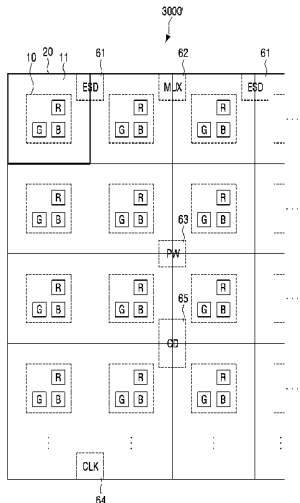 3000'
10 20 11 61 62 61
ESD MUX ESD
R R R
G B G B G B
R R R
G B G B G B
63
PW
R R R
G B G B G B
65
CD
R R R
G B G B G B
CLK
64